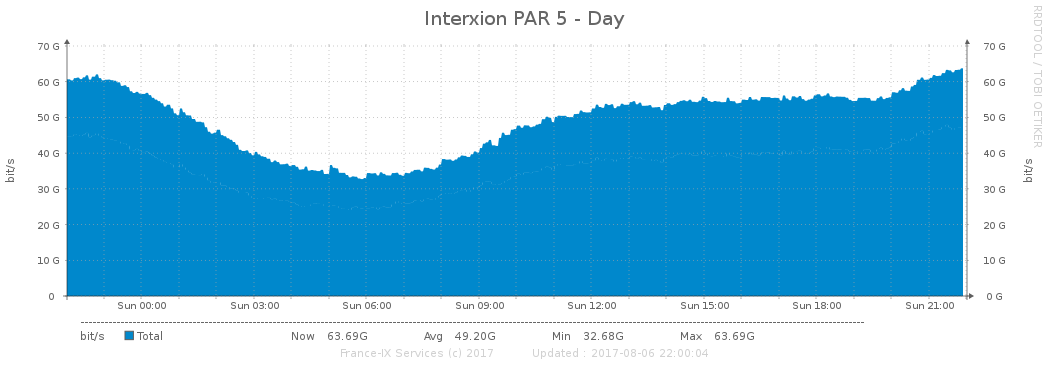 Interxion PAR 5 - Day
RRDTOOL / TOBI OETIKER
bit/s
bit/s
70 G 70 G
60 G 60 G
50 G 50 G
40 G 40 G
30 G 30 G
20 G 20 G
10 G 10 G
0 0 G
Sun 00:00 Sun 03:00 Sun 06:00 Sun 09:00 Sun 12:00 Sun 15:00 Sun 18:00 Sun 21:00
bit/s Total Now 63.69G Avg 49.20G Min 32.68G Max 63.69G
France-IX Services (c) 2017 Updated : 2017-08-06 22:00:04